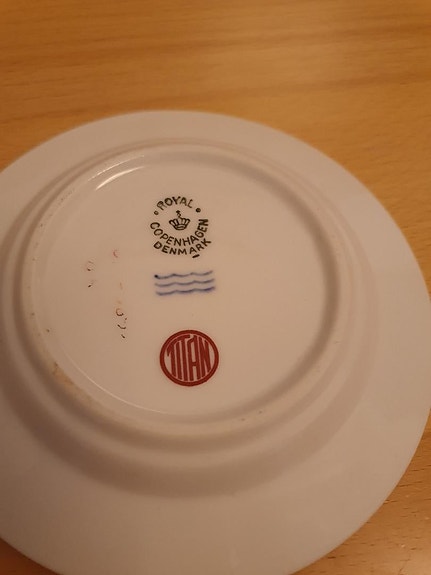 ROYAL
COPENHAGEN
DENMARK
TITAN